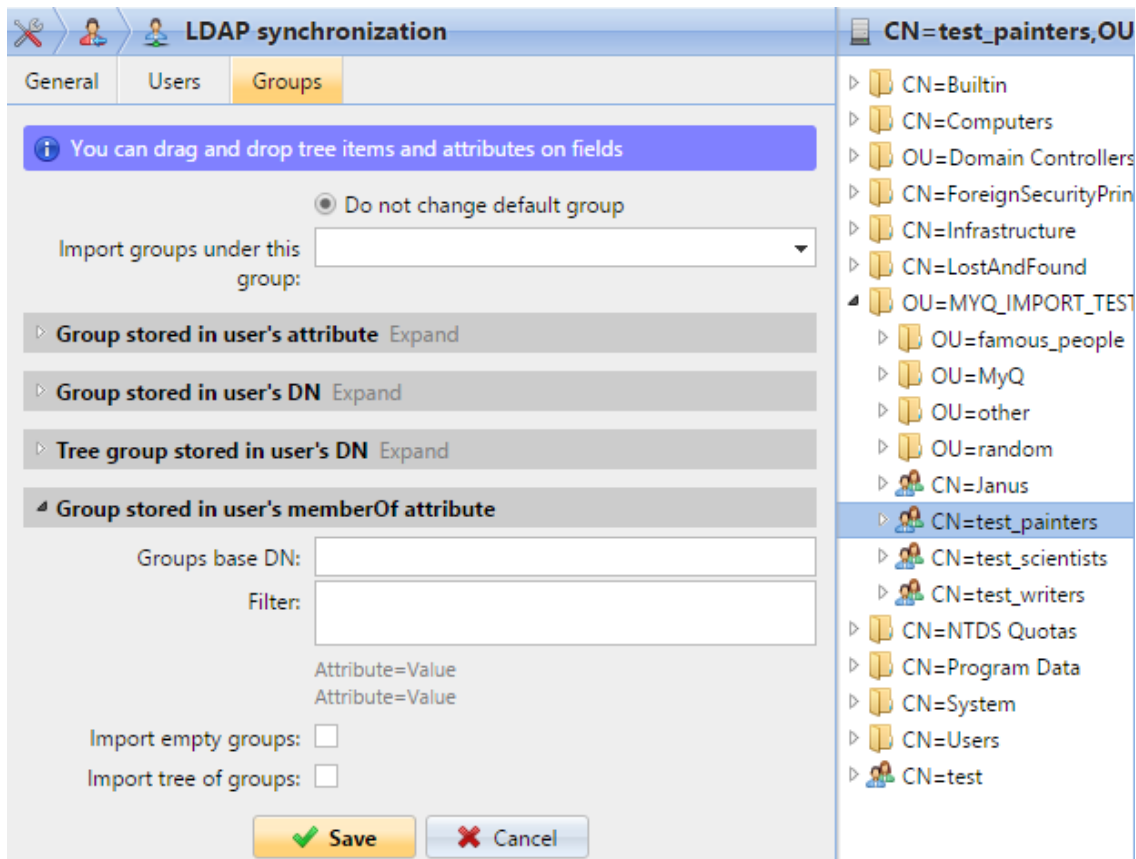 LDAP synchronization
General Users Groups
You can drag and drop tree items and attributes on fields
Do not change default group
Import groups under this
group:
Group stored in user's attribute Expand
Group stored in user's DN Expand
Tree group stored in user's DN Expand
Group stored in user's memberOf attribute
Groups base DN:
Filter:
Attribute=Value
Attribute=Value
Import empty groups:
Import tree of groups:
Save Cancel
CN=test_painters,OU
CN=Builtin
CN=Computers
OU=Domain Controllers
CN=ForeignSecurityPrin
CN=Infrastructure
CN=LostAndFound
OU=MYQ_IMPORT_TEST
OU=famous_people
OU=MyQ
OU=other
OU=random
CN=Janus
CN=test_painters
CN=test_scientists
CN=test_writers
CN=NTDS Quotas
CN=Program Data
CN=System
CN=Users
CN=test